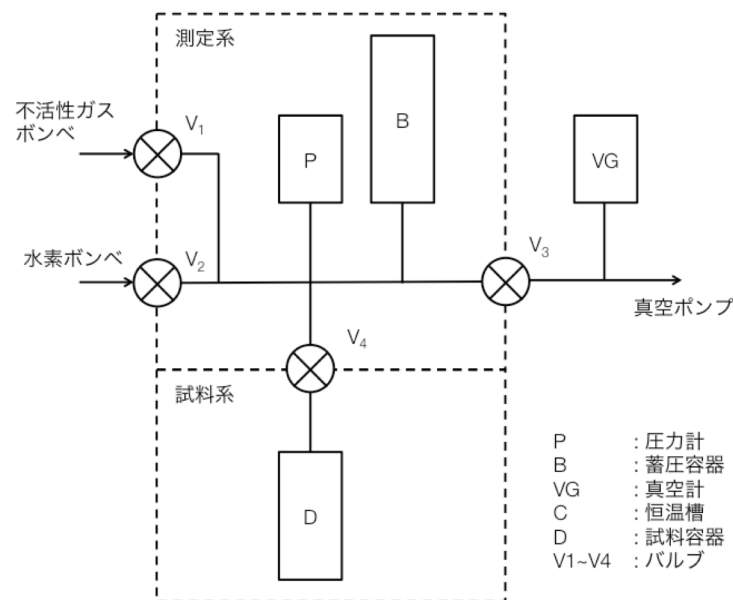 測定系
不活性ガス
ボンベ
V1
P
B
VG
水素ボンベ
V2
V3
真空ポンプ
V4
試料系
D
P : 圧力計
B : 蓄圧容器
VG : 真空計
C : 恒温槽
D : 試料容器
V1~V4 : バルブ